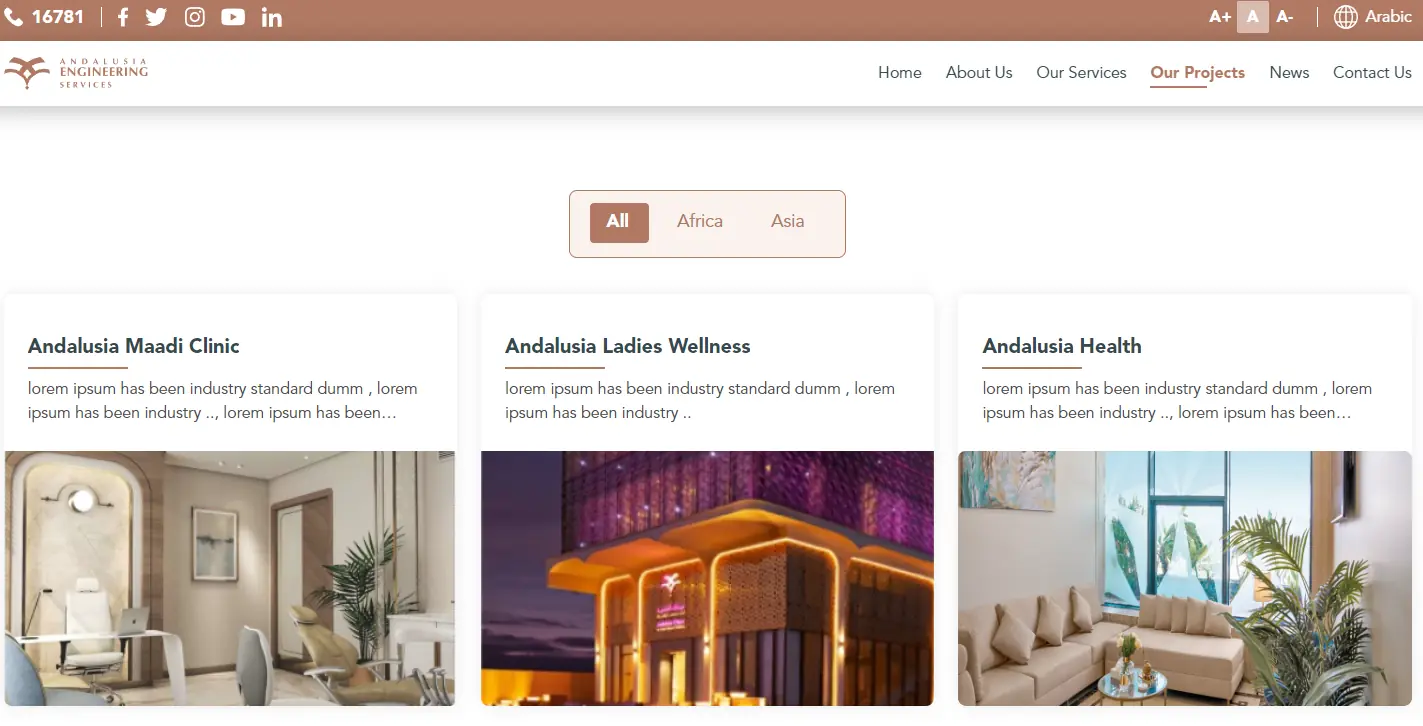 16781
A+ A A- Arabic
ANDALUSIA
ENGINEERING
SERVICES
Home About Us Our Services Our Projects News Contact Us
All Africa Asia
Andalusia Maadi Clinic
lorem ipsum has been industry standard dumm , lorem
ipsum has been industry .., lorem ipsum has been…
Andalusia Ladies Wellness
lorem ipsum has been industry standard dumm , lorem
ipsum has been industry ..
Andalusia Health
lorem ipsum has been industry standard dumm , lorem
ipsum has been industry .., lorem ipsum has been…